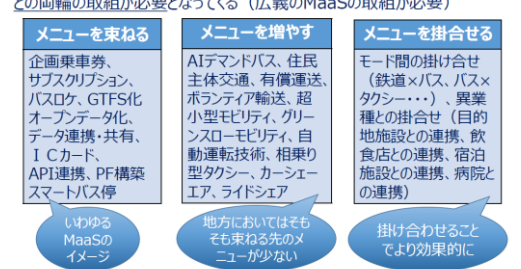 との両輪の取組が必要となってくる（広義のMaaSの取組が必要）
メニューを束ねる
企画乗車券、
サブスクリプション、
バスロケ、GTFS化
オープンデータ化、
データ連携・共有、
ＩＣカード、
API連携、PF構築
スマートバス停
いわゆる
MaaSの
イメージ
メニューを増やす
AIデマンドバス、住民
主体交通、有償運送、
ボランティア輸送、超
小型モビリティ、グリー
ンスローモビリティ、自
動運転技術、相乗り
型タクシー、カーシェー
エア、ライドシェア
地方においてはそも
そも束ねる先のメ
ニューが少ない
メニューを掛合せる
モード間の掛け合せ
（鉄道×バス、バス×
タクシー・・・）、異業
種との掛合せ（目的
地施設との連携、飲
食店との連携、宿泊
施設との連携、病院と
の連携）
掛け合わせること
でより効果的に